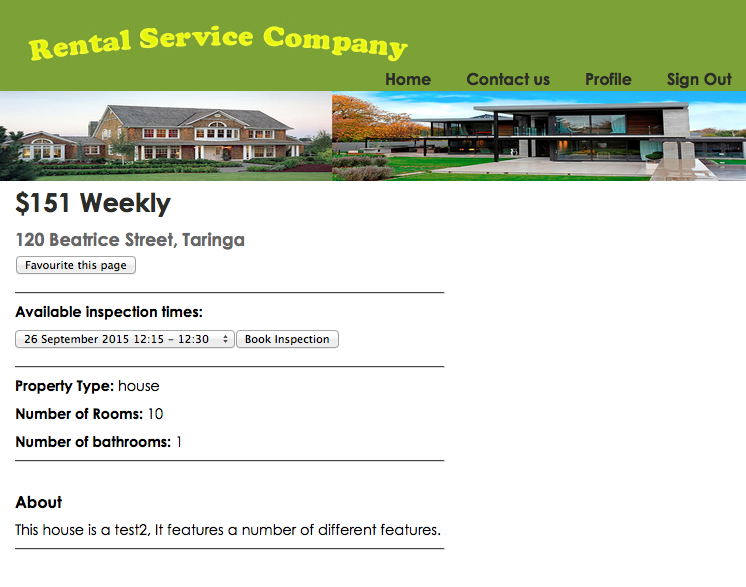 Rental Service Company
Home Contact us Profile Sign Out
$151 Weekly
120 Beatrice Street, Taringa
Favourite this page
Available inspection times:
26 September 2015 12:15 – 12:30 Book Inspection
Property Type: house
Number of Rooms: 10
Number of bathrooms: 1
About
This house is a test2, It features a number of different features.